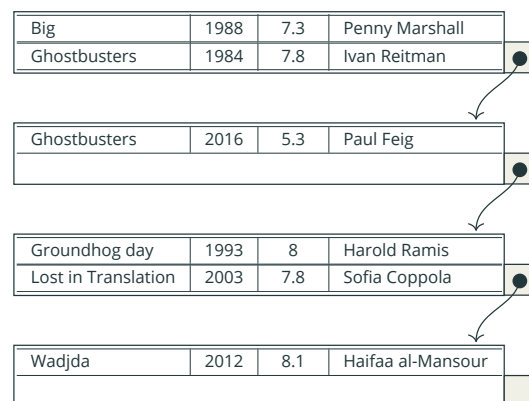 Big 1988 7.3 Penny Marshall
Ghostbusters 1984 7.8 Ivan Reitman
Ghostbusters 2016 5.3 Paul Feig
Groundhog day 1993 8 Harold Ramis
Lost in Translation 2003 7.8 Sofia Coppola
Wadjda 2012 8.1 Haifaa al-Mansour